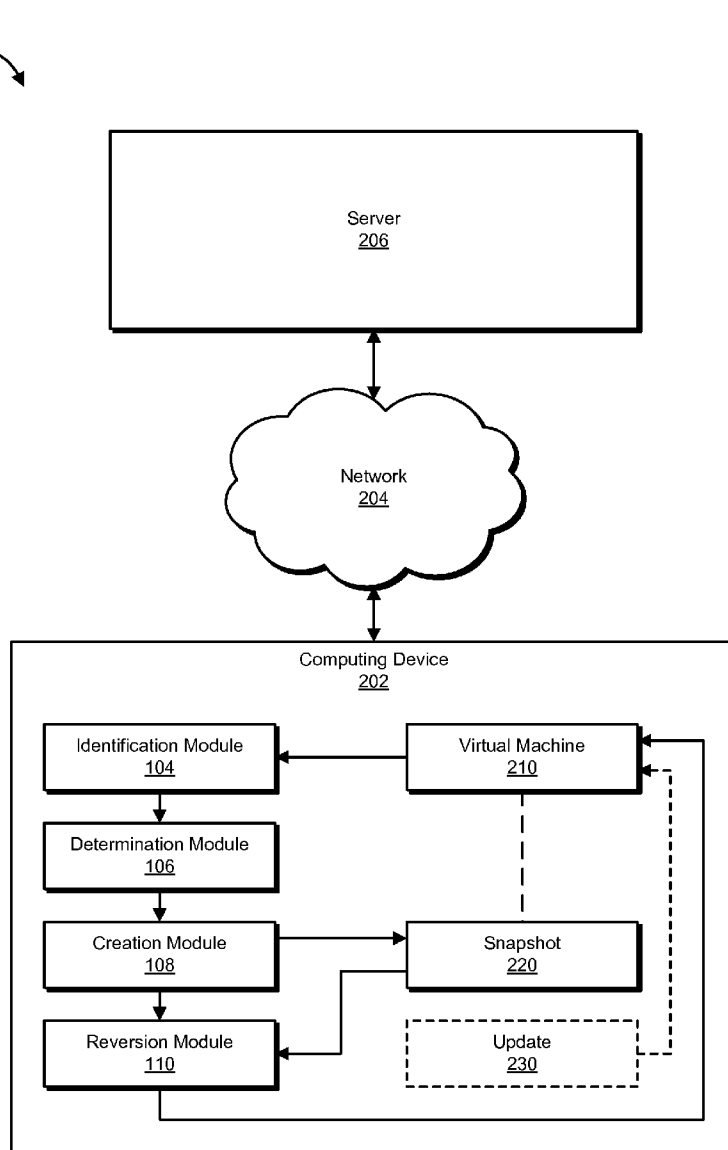 Server
206
Network
204
Computing Device
202
Identification Module
104
Virtual Machine
210
Determination Module
106
Creation Module
108
Snapshot
220
Reversion Module
110
Update
230